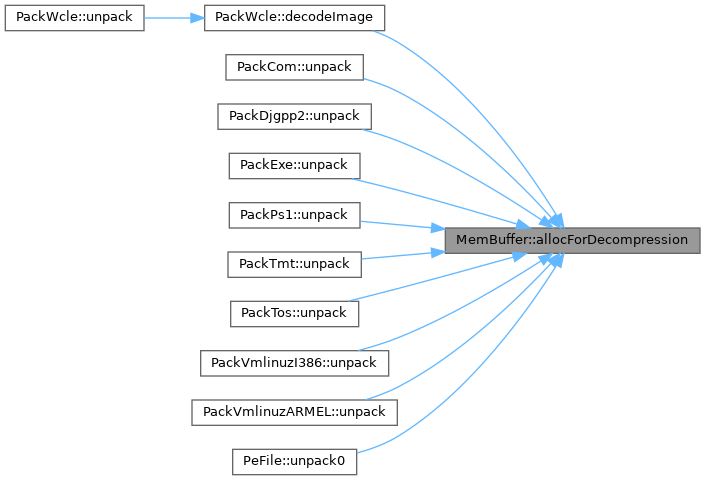 PackWcle::unpack
PackWcle::decodeImage
PackCom::unpack
PackDjgpp2::unpack
PackExe::unpack
PackPs1::unpack
MemBuffer::allocForDecompression
PackTmt::unpack
PackTos::unpack
PackVmlinuzI386::unpack
PackVmlinuzARMEL::unpack
PeFile::unpack0